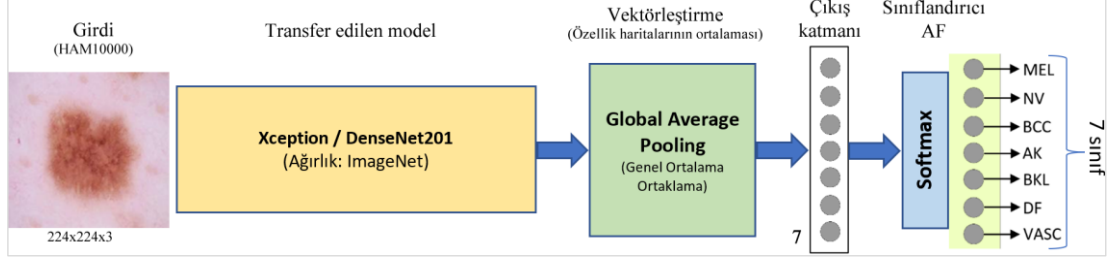 Girdi
(HAM10000)
224x224x3
Transfer edilen model
Xception / DenseNet201
(Ağırlık: ImageNet)
Vektörleştirme
(Özellik haritalarının ortalaması)
Global Average
Pooling
(Genel Ortalama
Ortaklama)
Çıkış
katmanı
7
Sınıflandırıcı
AF
Softmax
MEL
NV
BCC
AK
BKL
DF
VASC
7 sınıf